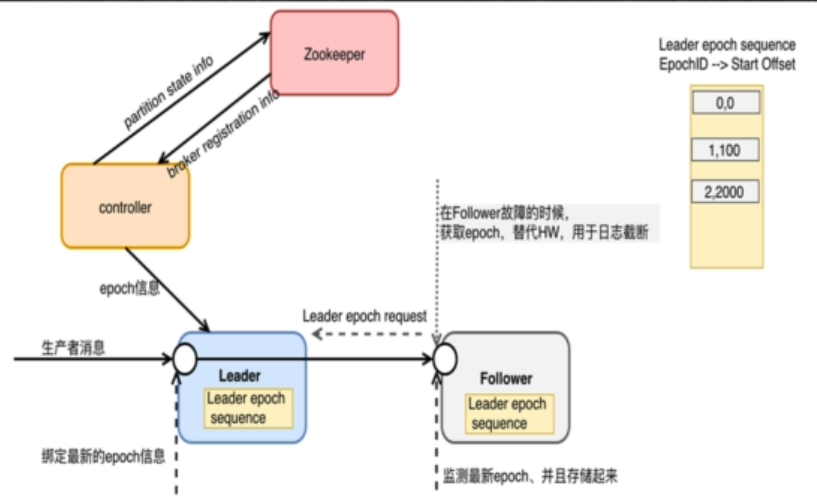 Zookeeper
partition state info
broker registration info
controller
epoch信息
生产者消息
Leader
Leader epoch
sequence
绑定最新的epoch信息
Leader epoch request
在Follower故障的时候，
获取epoch，替代HW，用于日志截断
Follower
Leader epoch
sequence
监测最新epoch、并且存储起来
Leader epoch sequence
EpochID --> Start Offset
0,0
1,100
2,2000